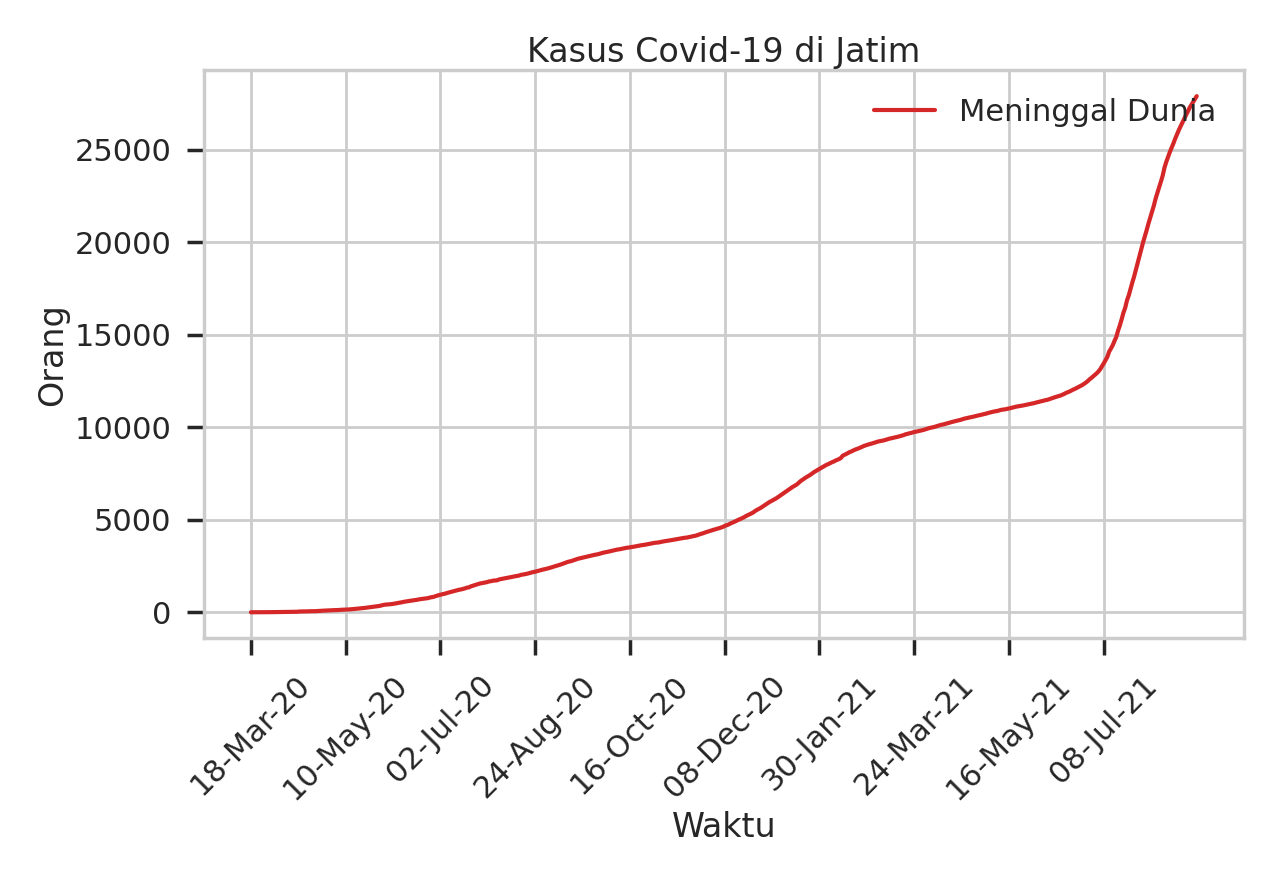 Kasus Covid-19 di Jatim
Meninggal Dunia
Orang
25000
20000
15000
10000
5000
0
18-Mar-20
10-May-20
02-Jul-20
24-Aug-20
16-Oct-20
08-Dec-20
30-Jan-21
24-Mar-21
16-May-21
08-Jul-21
Waktu